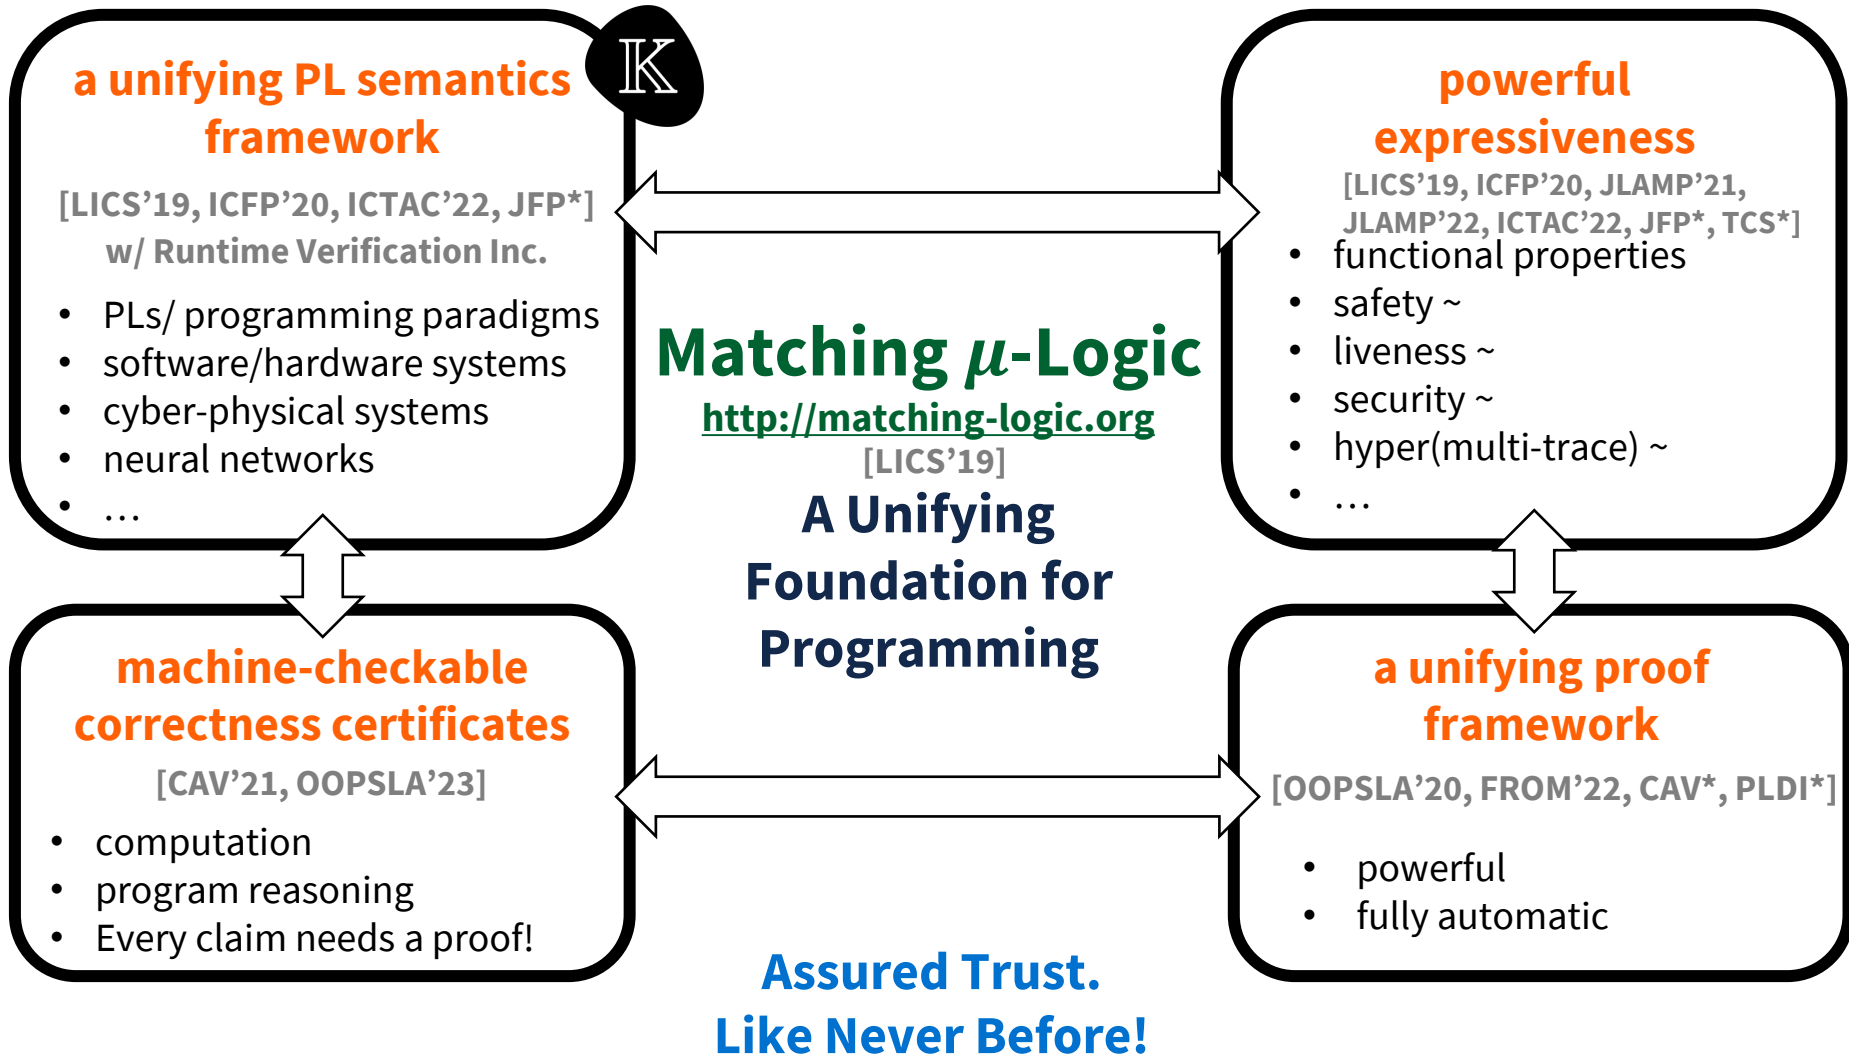 a unifying PL semantics
framework
[LICS’19, ICFP’20, ICTAC’22, JFP*]
w/ Runtime Verification Inc.
• PLs/ programming paradigms
• software/hardware systems
• cyber-physical systems
• neural networks
• …
𝕂
powerful
expressiveness
[LICS’19, ICFP’20, JLAMP’21,
JLAMP’22, ICTAC’22, JFP*, TCS*]
• functional properties
• safety ~
• liveness ~
• security ~
• hyper(multi-trace) ~
• …
Matching μ-Logic
http://matching-logic.org
[LICS’19]
A Unifying
Foundation for
Programming
machine-checkable
correctness certificates
[CAV’21, OOPSLA’23]
• computation
• program reasoning
• Every claim needs a proof!
a unifying proof
framework
[OOPSLA’20, FROM’22, CAV*, PLDI*]
• powerful
• fully automatic
Assured Trust.
Like Never Before!